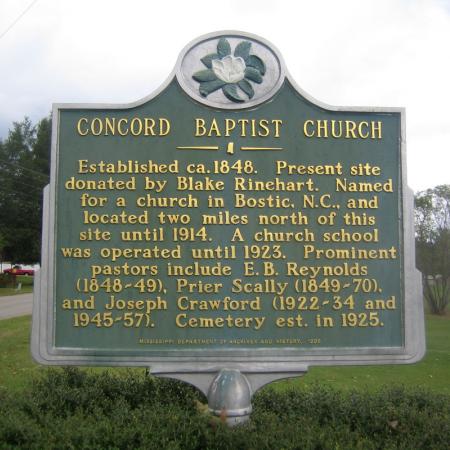 CONCORD BAPTIST CHURCH
Established ca. 1848. Present site
donated by Blake Rinehart. Named
for a church in Bostic, N.C., and
located two miles north of this
site until 1914. A church school
was operated until 1923. Prominent
pastors include E.B. Reynolds
(1848-49), Prier Scally (1849-70),
and Joseph Crawford (1922-34 and
1945-57). Cemetery est. in 1925.
MISSISSIPPI DEPARTMENT OF ARCHIVES AND HISTORY,